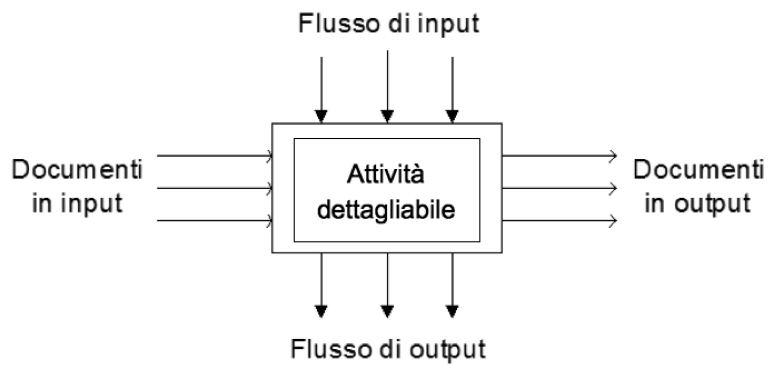 Flusso di input
Documenti
in input
Attività
dettagliabile
Documenti
in output
Flusso di output